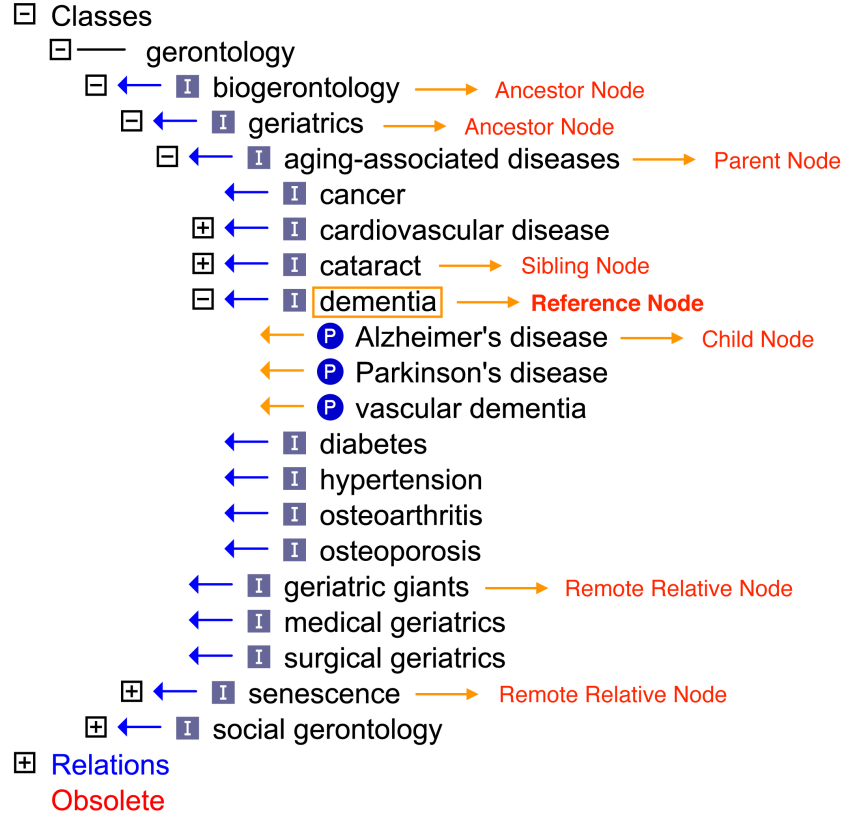 Classes
gerontology
I biogerontology Ancestor Node
I geriatrics Ancestor Node
I aging-associated diseases Parent Node
I cancer
I cardiovascular disease
I cataract Sibling Node
I dementia Reference Node
P Alzheimer's disease Child Node
P Parkinson's disease
P vascular dementia
I diabetes
I hypertension
I osteoarthritis
I osteoporosis
I geriatric giants Remote Relative Node
I medical geriatrics
I surgical geriatrics
I senescence Remote Relative Node
I social gerontology
Relations
Obsolete